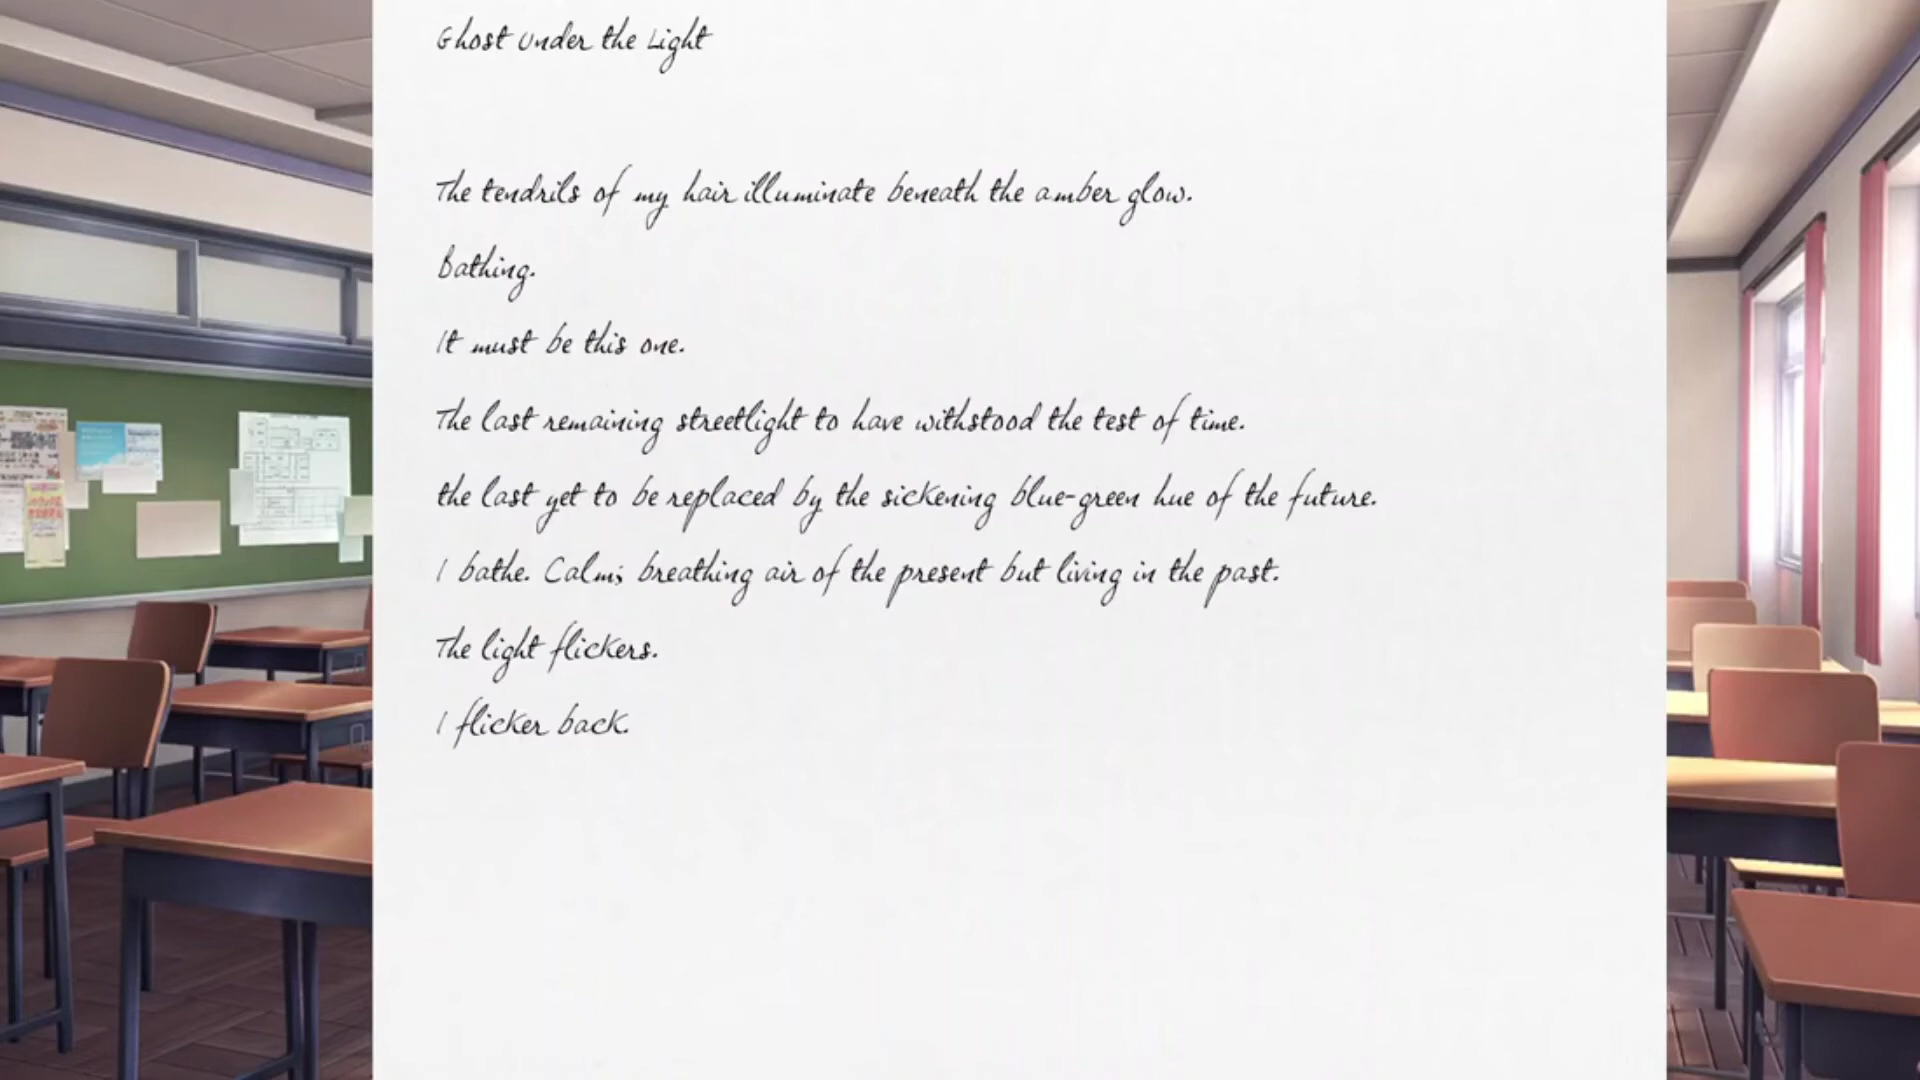 Ghost Under the Light
The tendrils of my hair illuminate beneath the amber glow.
Bathing.
It must be this one.
The last remaining streetlight to have withstood the test of time.
the last yet to be replaced by the sickening blue-green hue of the future.
I bathe. Calm; breathing air of the present but living in the past.
The light flickers.
I flicker back.